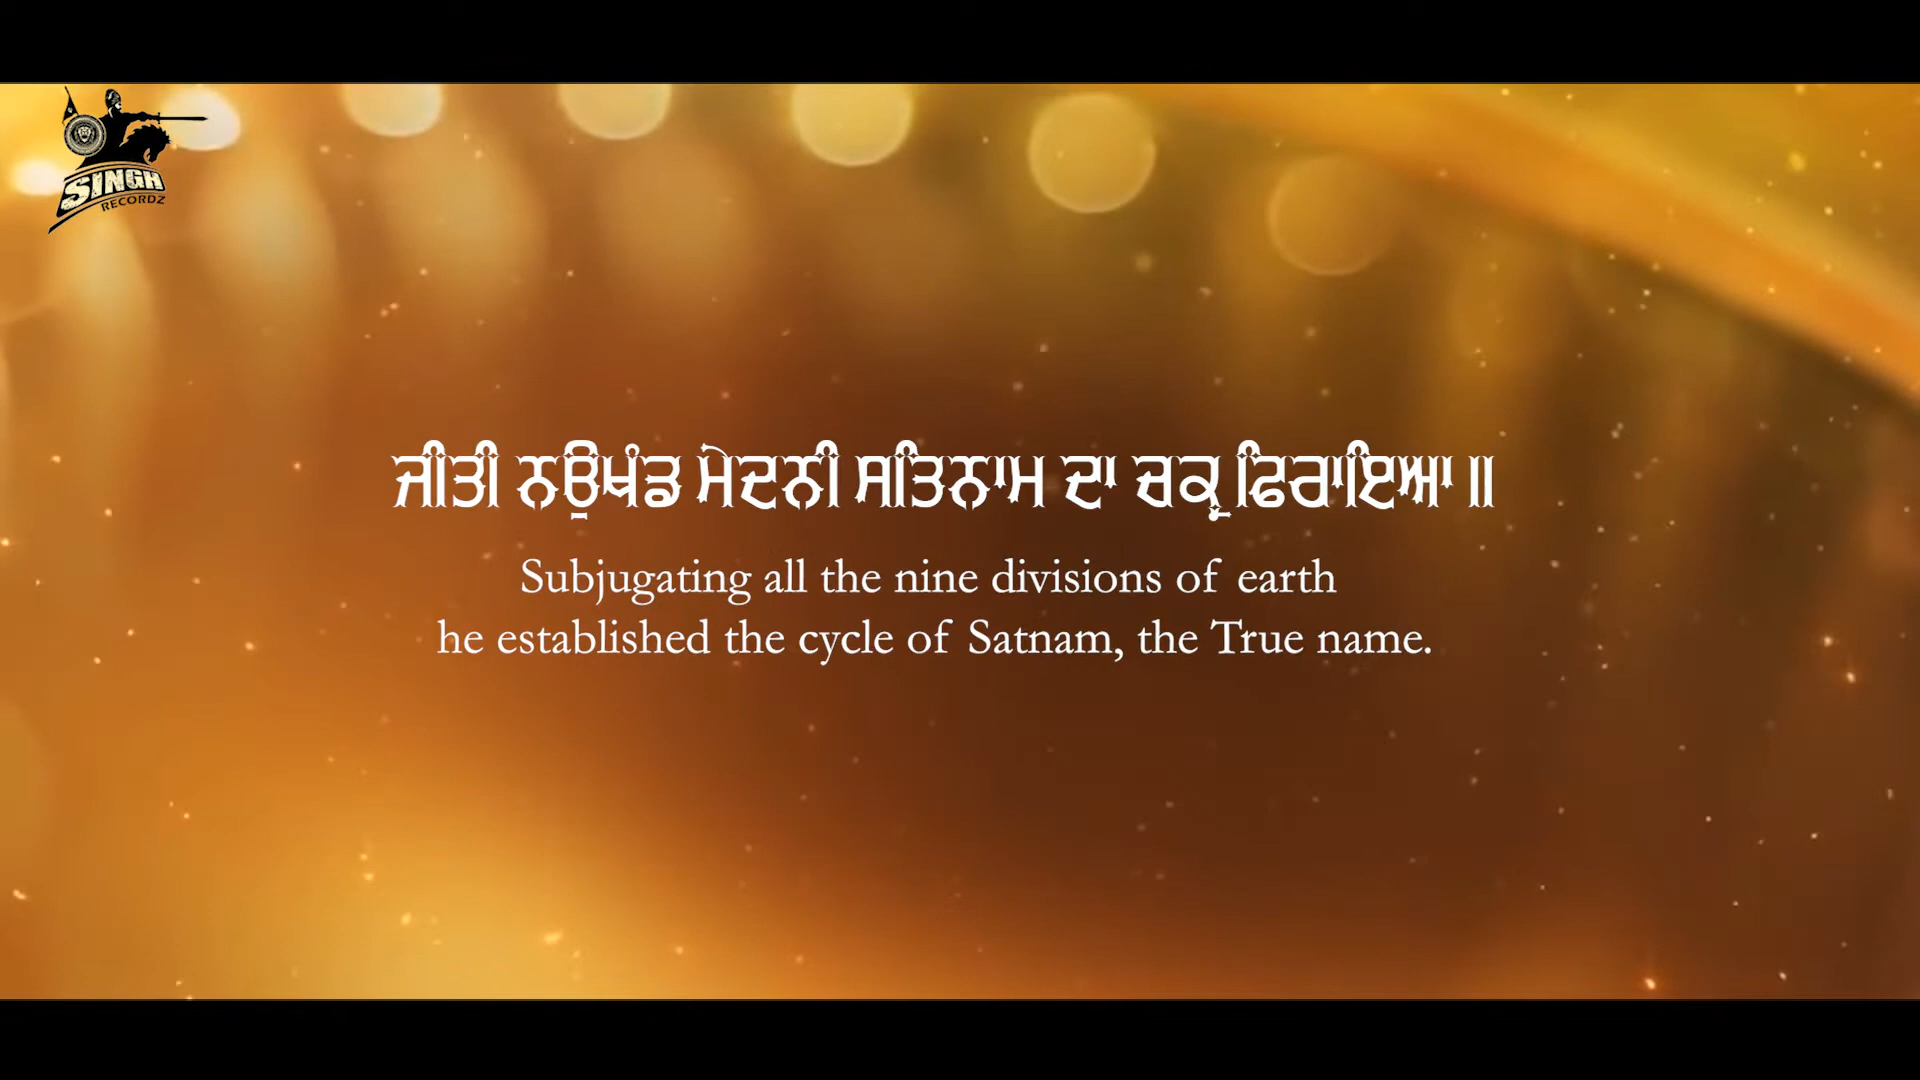 SINGH
RECORDZ
ਜੀਤੀ ਨਉਖੰਡ ਮੇਦਨੀ ਸਤਿਨਾਮ ਦਾ ਚਕ੍ਰ ਫਿਰਾਇਆ॥
Subjugating all the nine divisions of earth
he established the cycle of Satnam, the True name.